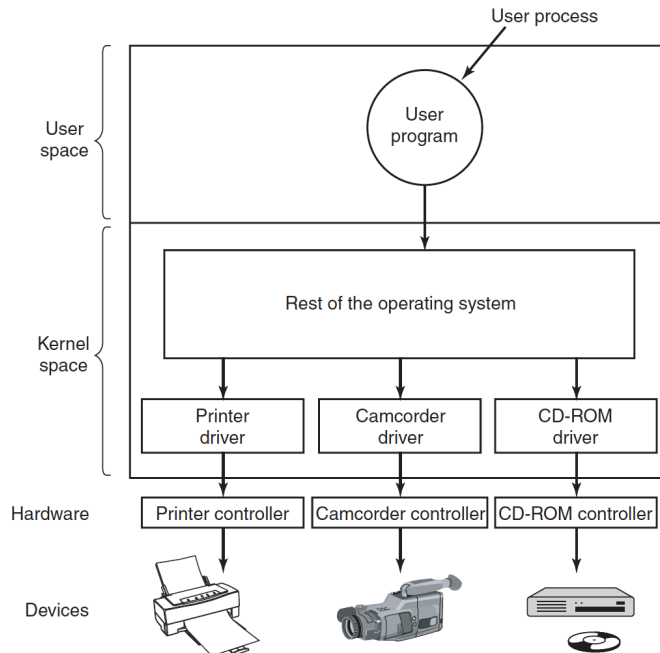 User process
User
program
User
space
Rest of the operating system
Kernel
space
Printer
driver
Camcorder
driver
CD-ROM
driver
Hardware
Printer controller
Camcorder controller
CD-ROM controller
Devices